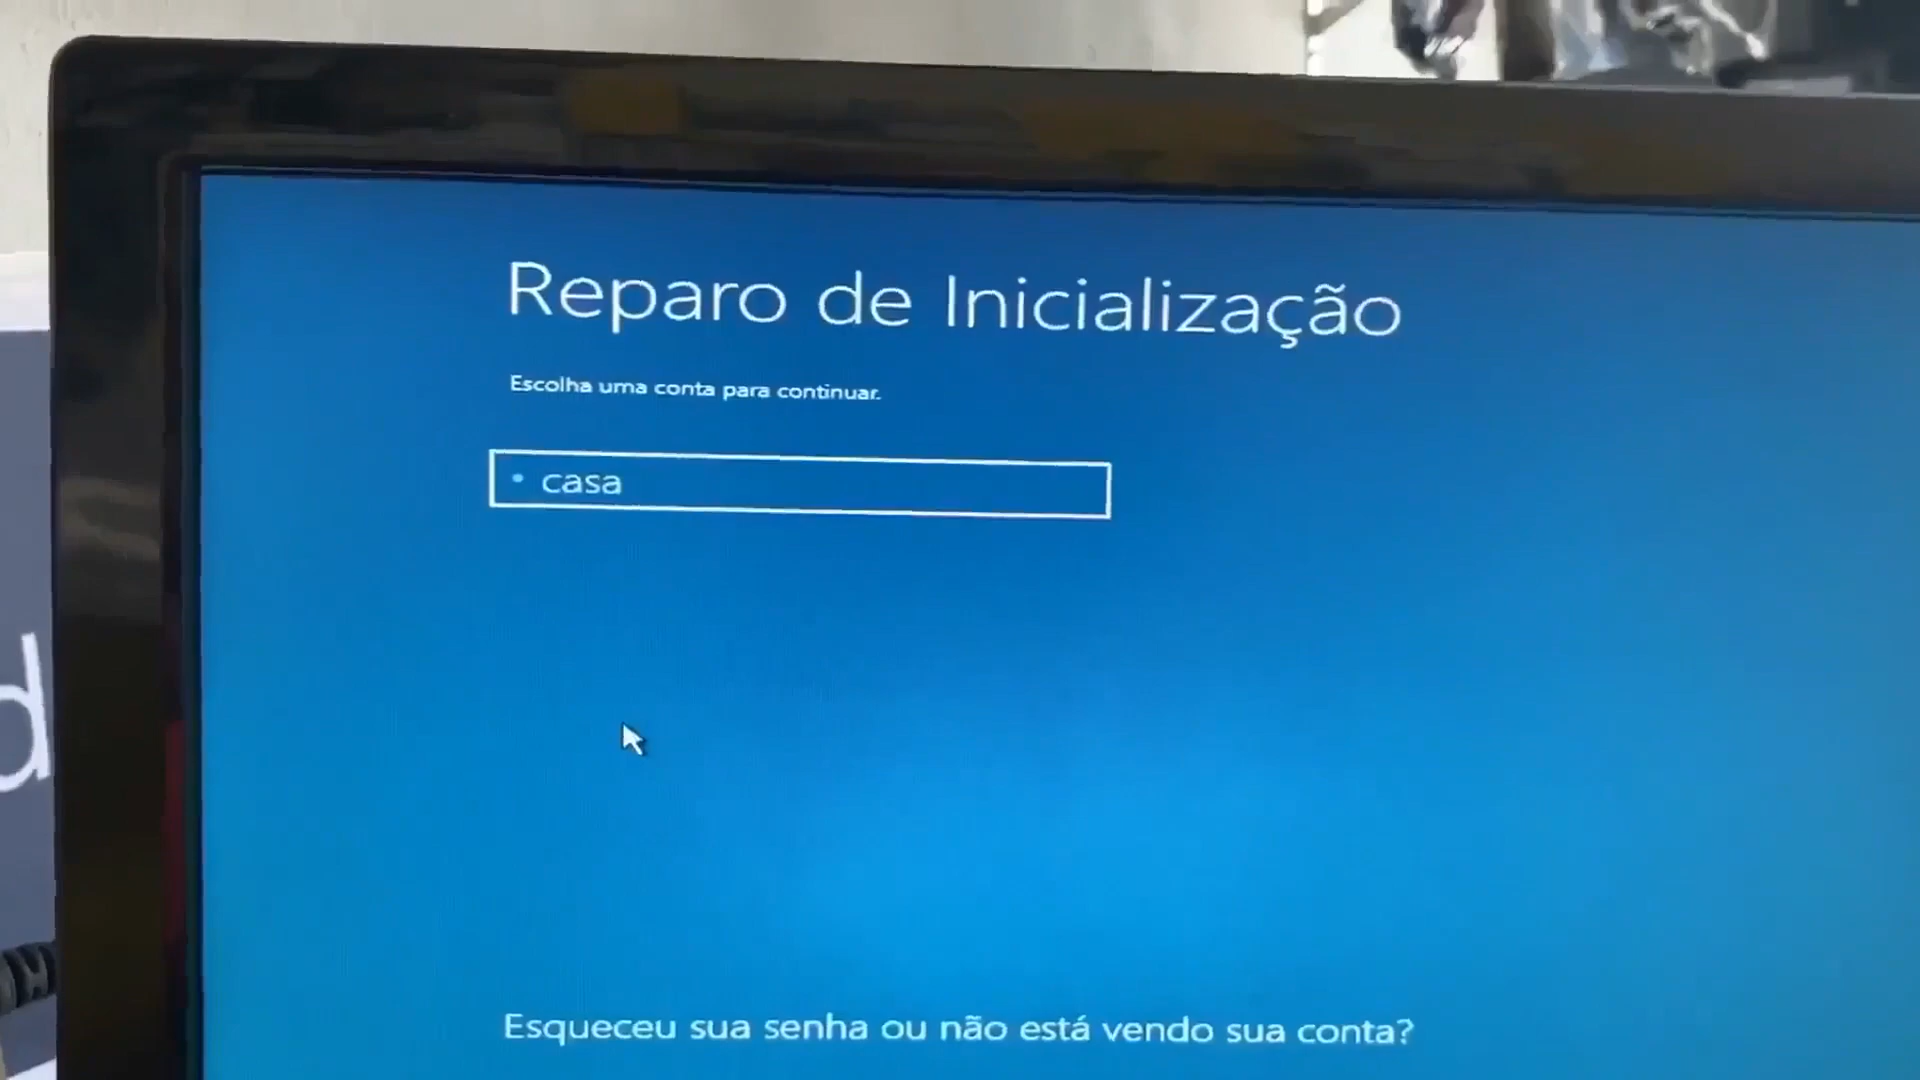 Reparo de Inicialização
Escolha uma conta para continuar.
casa
Esqueceu sua senha ou não está vendo sua conta?
d